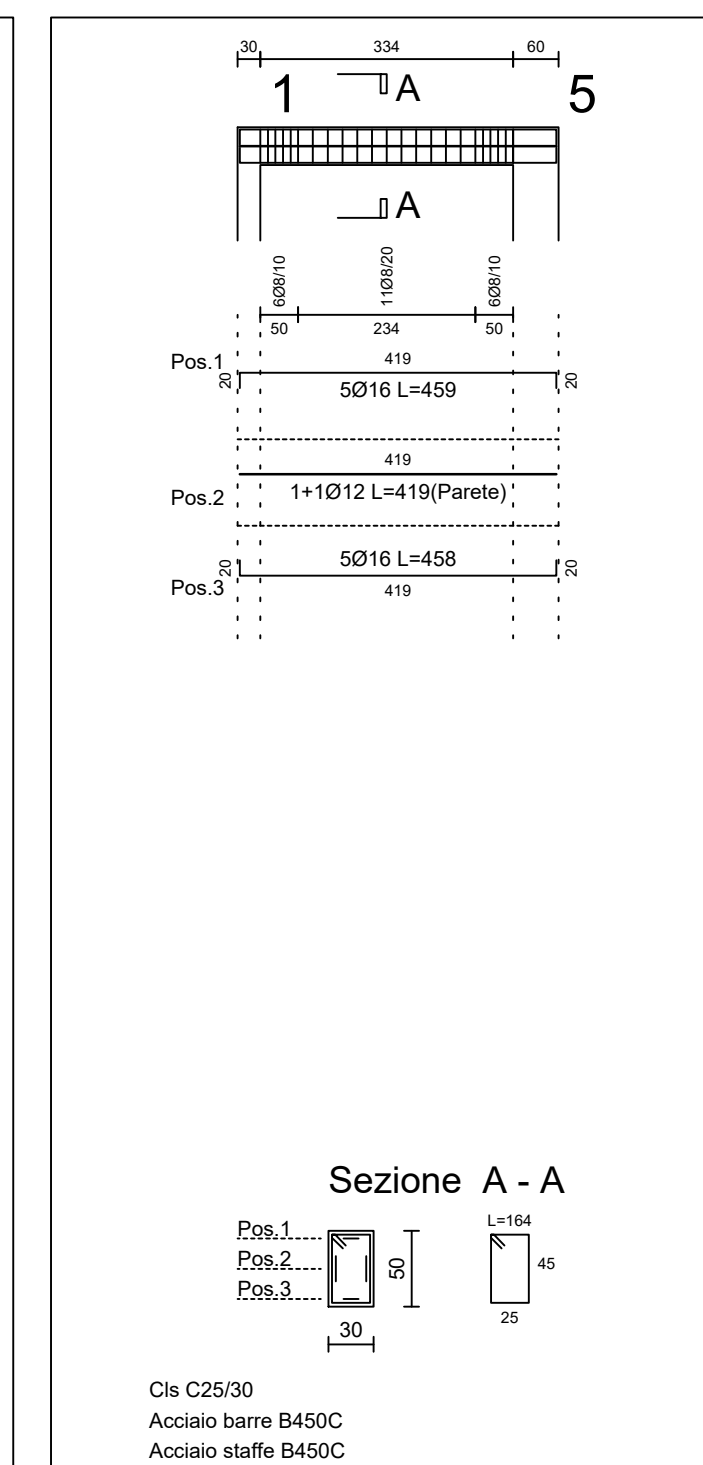 30 334 60
1 A 5
A
6Ø8/10 11Ø8/20 6Ø8/10
50 234 50
Pos.1 419
20 5Ø16 L=459 20
419
Pos.2 1+1Ø12 L=419(Parete)
20 5Ø16 L=458 20
Pos.3 419
Sezione A - A
Pos.1 L=164
Pos.2 50 45
Pos.3
30 25
Cls C25/30
Acciaio barre B450C
Acciaio staffe B450C